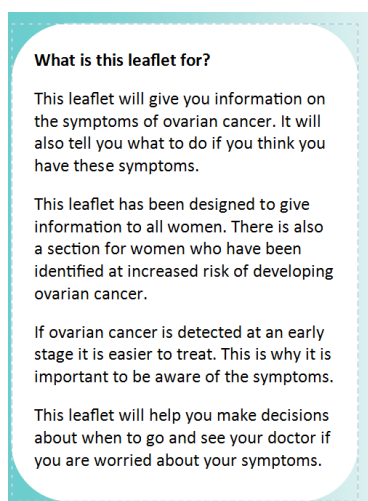 What is this leaflet for?
This leaflet will give you information on
the symptoms of ovarian cancer. It will
also tell you what to do if you think you
have these symptoms.
This leaflet has been designed to give
information to all women. There is also
a section for women who have been
identified at increased risk of developing
ovarian cancer.
If ovarian cancer is detected at an early
stage it is easier to treat. This is why it is
important to be aware of the symptoms.
This leaflet will help you make decisions
about when to go and see your doctor if
you are worried about your symptoms.